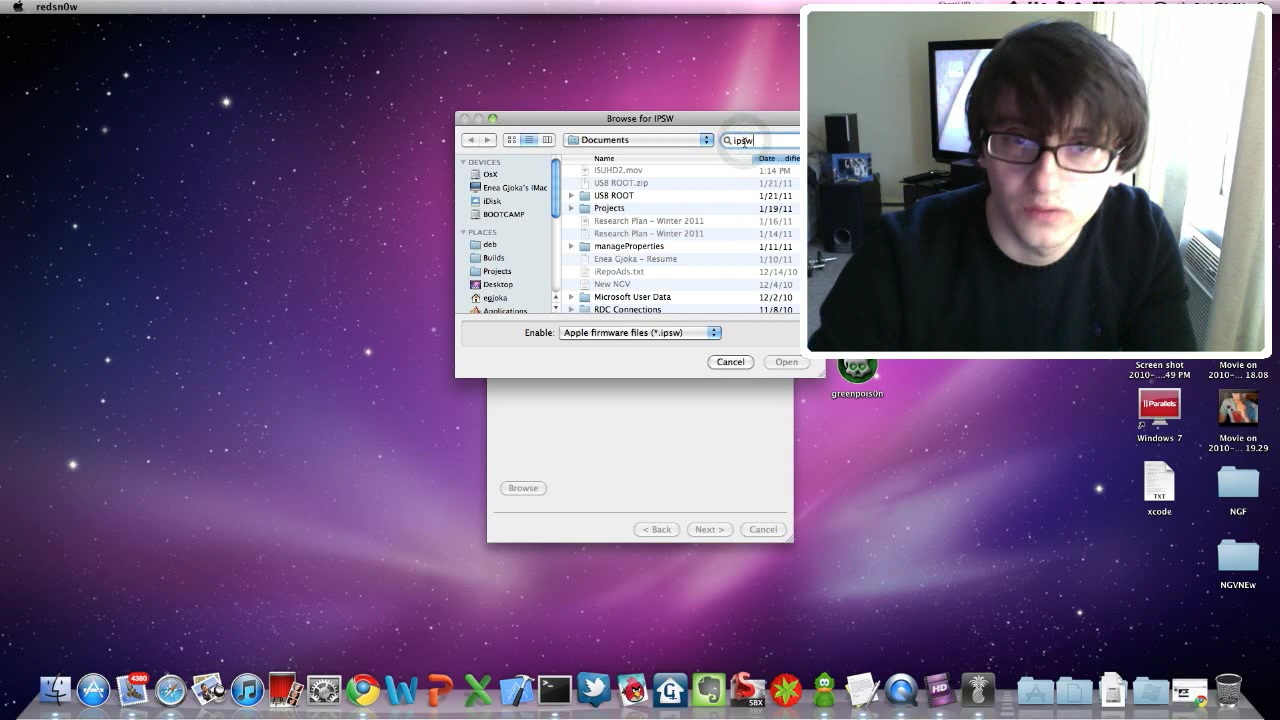 redsn0w
Browse for IPSW
Documents
ipsw
Name
Date ...difie
DEVICES
OsX
Enea Gjoka's iMac
iDisk
BOOTCAMP
PLACES
deb
Builds
Projects
Desktop
egjoka
Applications
ISUHD2.mov 1:14 PM
USB ROOT.zip 1/21/11
USB ROOT 1/21/11
Projects 1/19/11
Research Plan – Winter 2011 1/16/11
Research Plan – Winter 2011 1/14/11
manageProperties 1/11/11
Enea Gjoka – Resume 1/10/11
iRepoAds.txt 12/14/10
New NGV 12/4/10
Microsoft User Data 12/2/10
RDC Connections 11/8/10
Enable: Apple firmware files (*.ipsw)
Cancel Open
Browse
< Back Next > Cancel
greenpois0n
Screen shot
2010-...49 PM
Movie on
2010-... 18.08
Parallels
Windows 7
Movie on
2010-... 19.29
TXT
xcode
NGF
NGVNEw
4380
SBX
HD